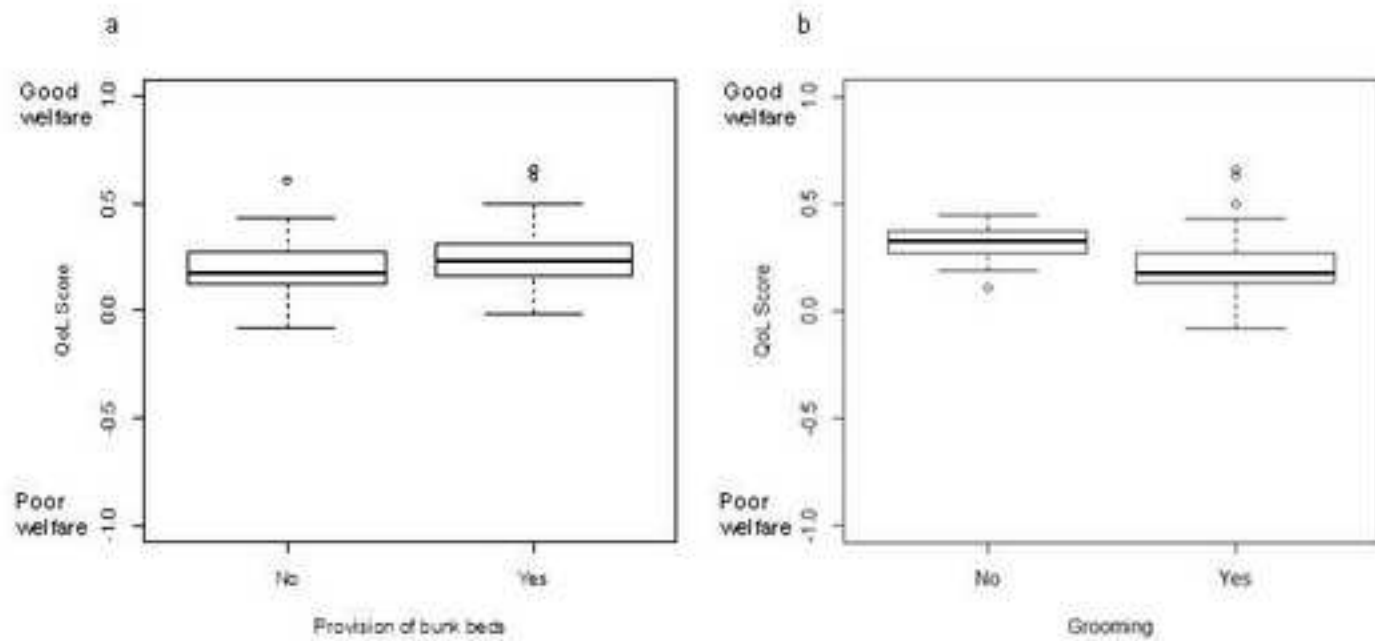 a
Good
welfare
1.0
0.5
0.0
-0.5
-1.0
QoL Score
Poor
welfare
No
Yes
Provision of bunk beds
b
Good
welfare
1.0
0.5
0.0
-0.5
-1.0
QoL Score
Poor
welfare
No
Yes
Grooming